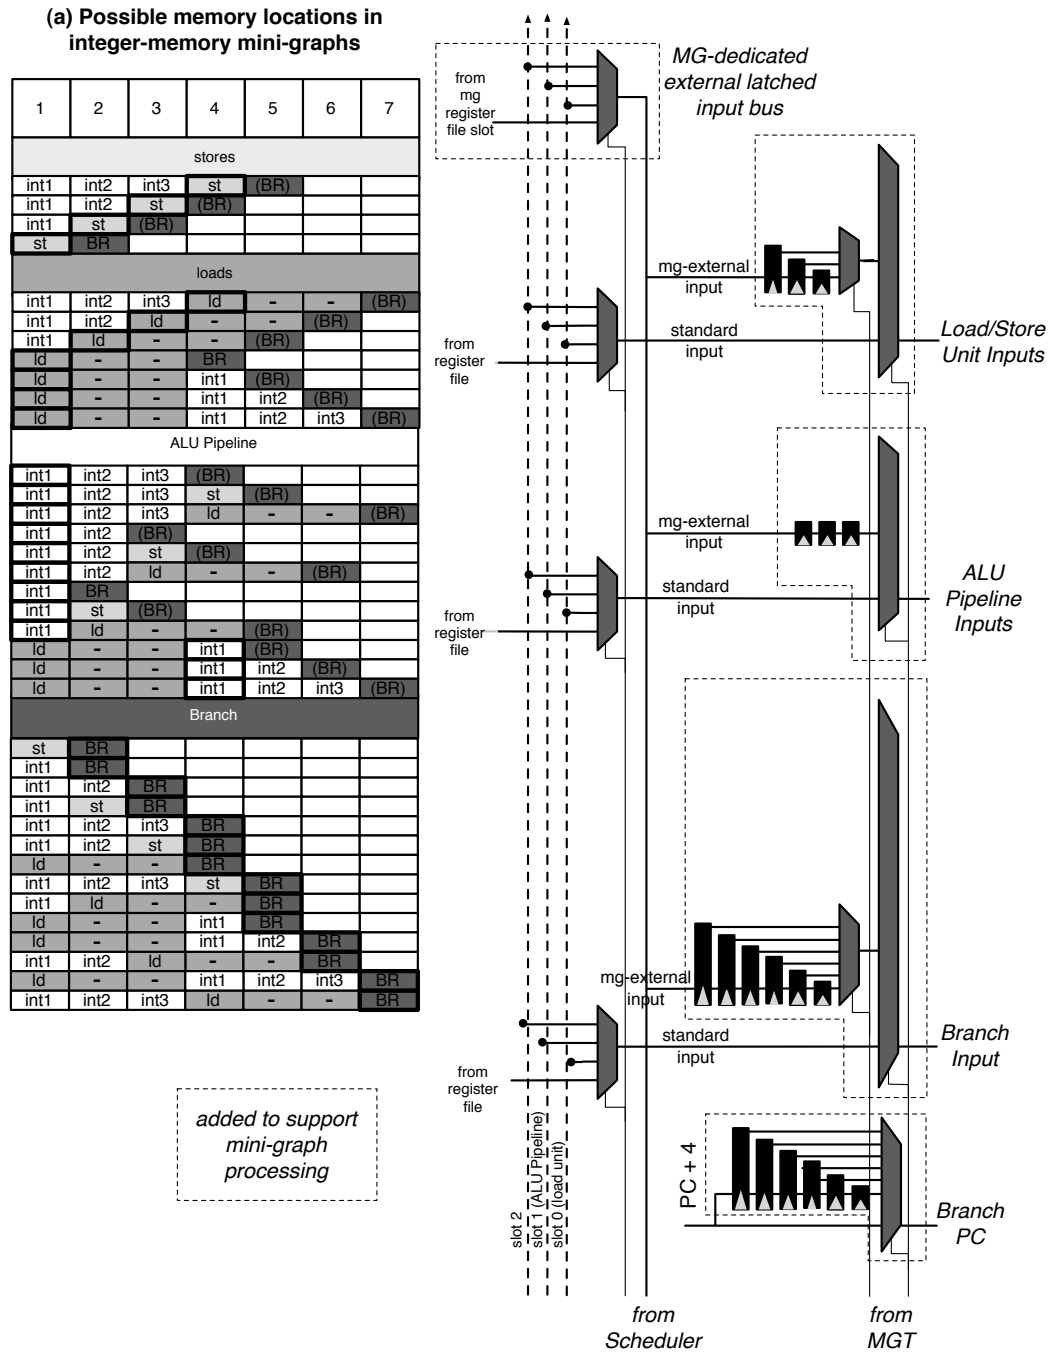 (a) Possible memory locations in
integer-memory mini-graphs
1 2 3 4 5 6 7
stores
int1 int2 int3 st (BR)
int1 int2 st (BR)
int1 st (BR)
st BR
loads
int1 int2 int3 ld - - (BR)
int1 int2 ld - - (BR)
int1 ld - - (BR)
ld - - BR
ld - - int1 (BR)
ld - - int1 int2 (BR)
ld - - int1 int2 int3 (BR)
ALU Pipeline
int1 int2 int3 (BR)
int1 int2 int3 st (BR)
int1 int2 int3 ld - - (BR)
int1 int2 (BR)
int1 int2 st (BR)
int1 int2 ld - - (BR)
int1 BR
int1 st (BR)
int1 ld - - (BR)
ld - - int1 (BR)
ld - - int1 int2 (BR)
ld - - int1 int2 int3 (BR)
Branch
st BR
int1 BR
int1 int2 BR
int1 st BR
int1 int2 int3 BR
int1 int2 st BR
ld - - BR
int1 int2 int3 st BR
int1 ld - - BR
ld - - int1 BR
ld - - int1 int2 BR
int1 int2 ld - - BR
ld - - int1 int2 int3 BR
int1 int2 int3 ld - - BR
added to support
mini-graph
processing
from
mg
register
file slot
MG-dedicated
external latched
input bus
mg-external
input
standard
input
from
register
file
Load/Store
Unit Inputs
mg-external
input
standard
input
from
register
file
ALU
Pipeline
Inputs
mg-external
input
standard
input
from
register
file
Branch
Input
PC + 4
Branch
PC
slot 2
slot 1 (ALU Pipeline)
slot 0 (load unit)
from
Scheduler
from
MGT